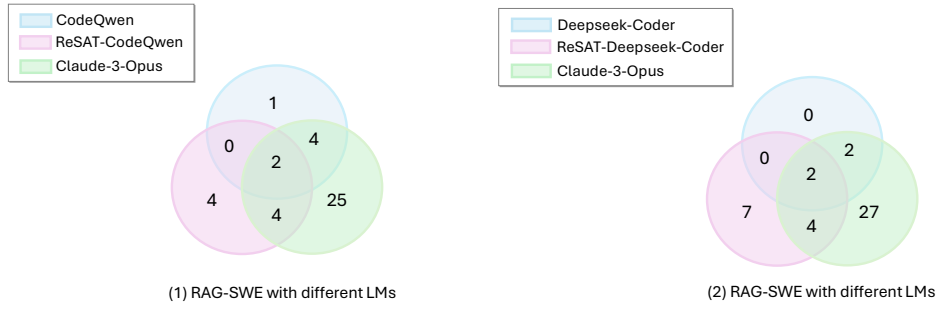 CodeQwen
ReSAT-CodeQwen
Claude-3-Opus
1
0
4
2
4
25
4
(1) RAG-SWE with different LMs
Deepseek-Coder
ReSAT-Deepseek-Coder
Claude-3-Opus
0
0
2
2
7
27
4
(2) RAG-SWE with different LMs